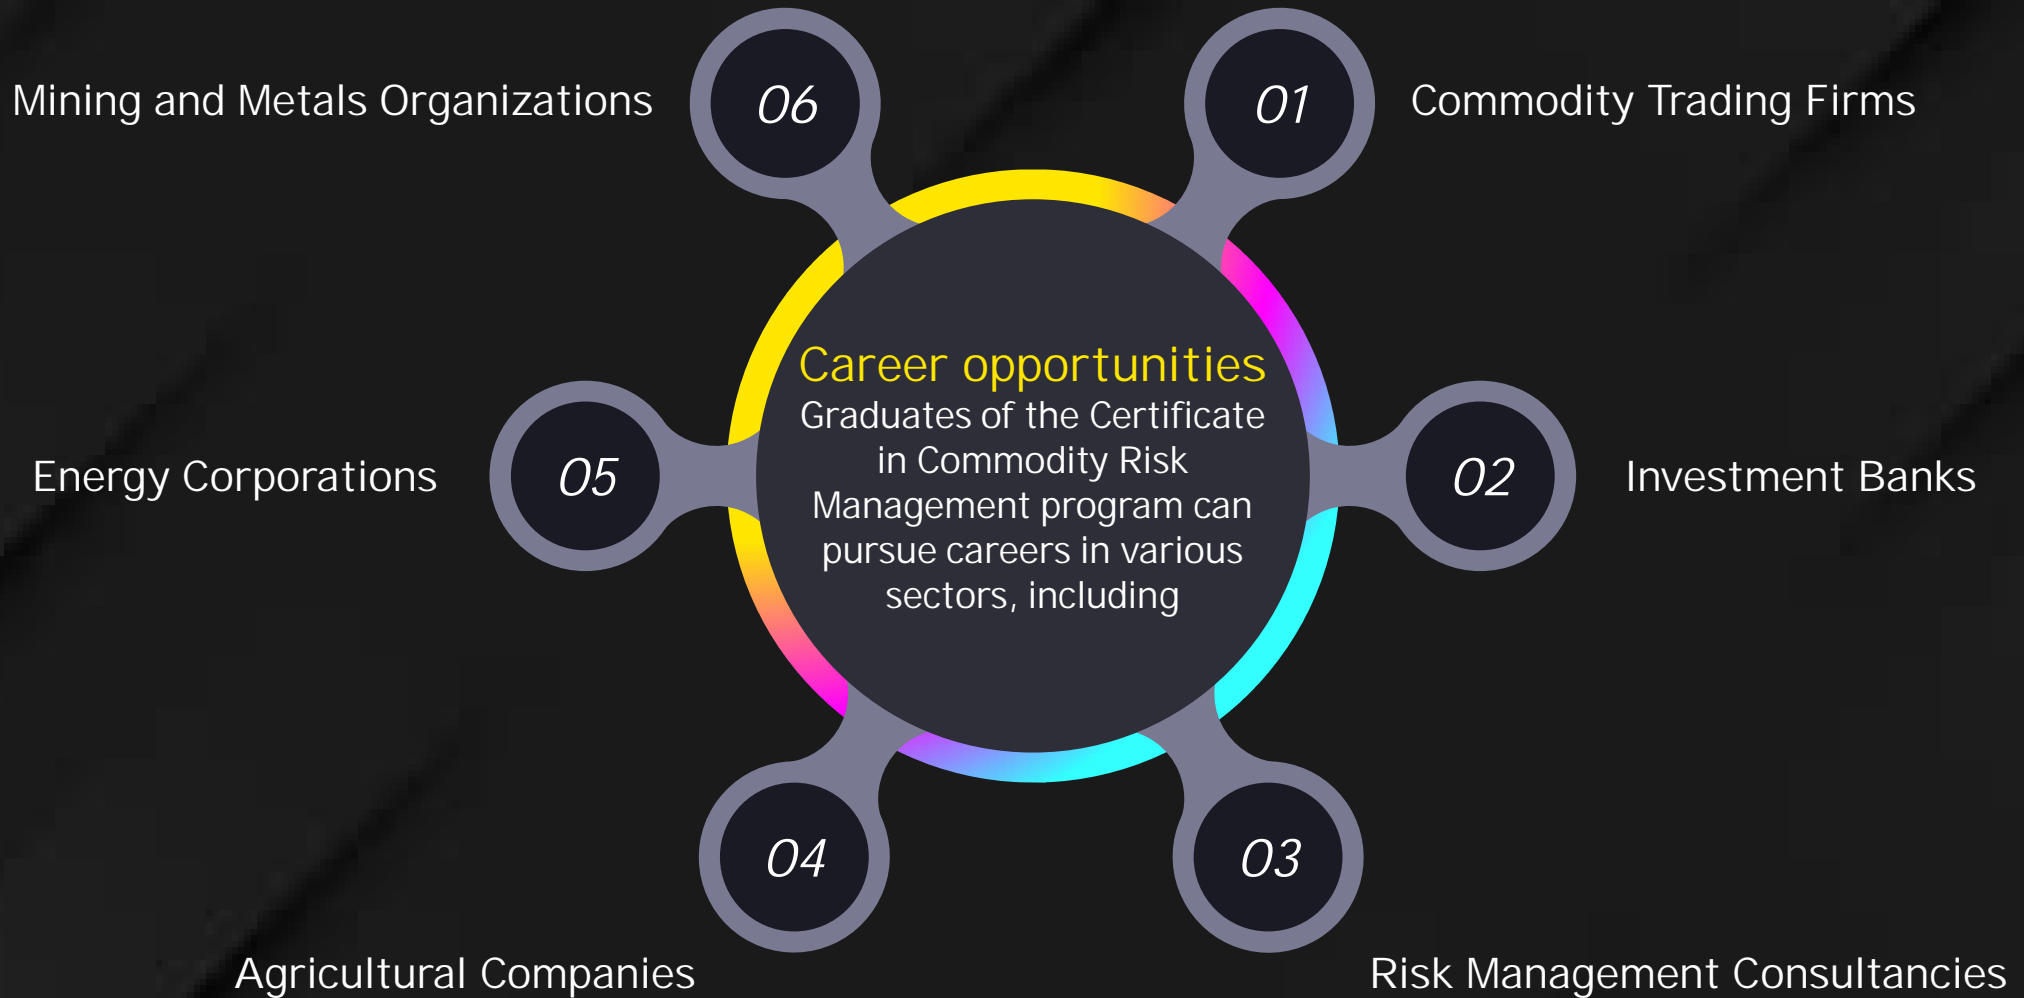 Career opportunities
Graduates of the Certificate
in Commodity Risk
Management program can
pursue careers in various
sectors, including
01
Commodity Trading Firms
02
Investment Banks
03
Risk Management Consultancies
04
Agricultural Companies
05
Energy Corporations
06
Mining and Metals Organizations